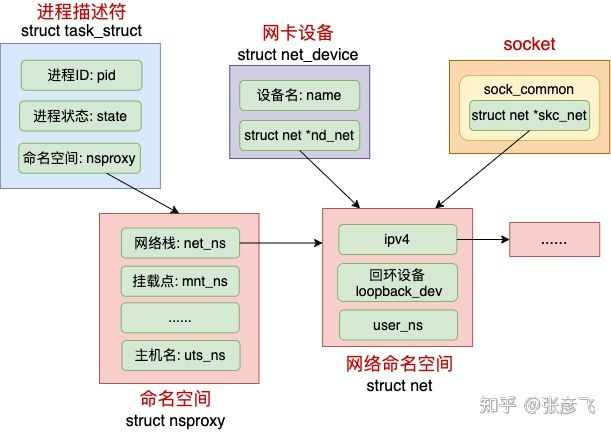 进程描述符
struct task_struct
进程ID: pid
进程状态: state
命名空间: nsproxy
网卡设备
struct net_device
设备名: name
struct net *nd_net
socket
sock_common
struct net *skc_net
网络栈: net_ns
挂载点: mnt_ns
......
主机名: uts_ns
命名空间
struct nsproxy
ipv4
回环设备
loopback_dev
user_ns
网络命名空间
struct net
......
知乎 @张彦飞